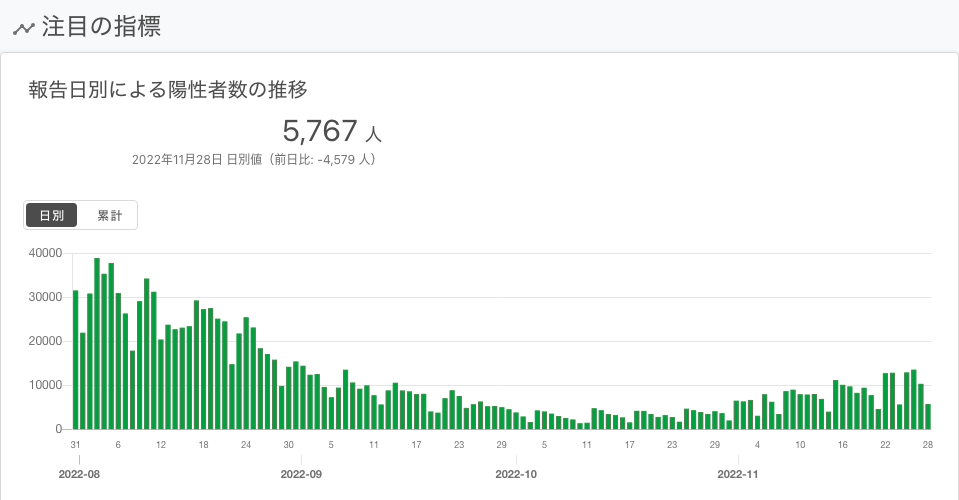 注目の指標
報告日別による陽性者数の推移
5,767 人
2022年11月28日 日別値（前日比: -4,579 人）
日別 累計
40000
30000
20000
10000
0
31 6 12 18 24 30 5 11 17 23 29 5 11 17 23 29 4 10 16 22 28
2022-08 2022-09 2022-10 2022-11